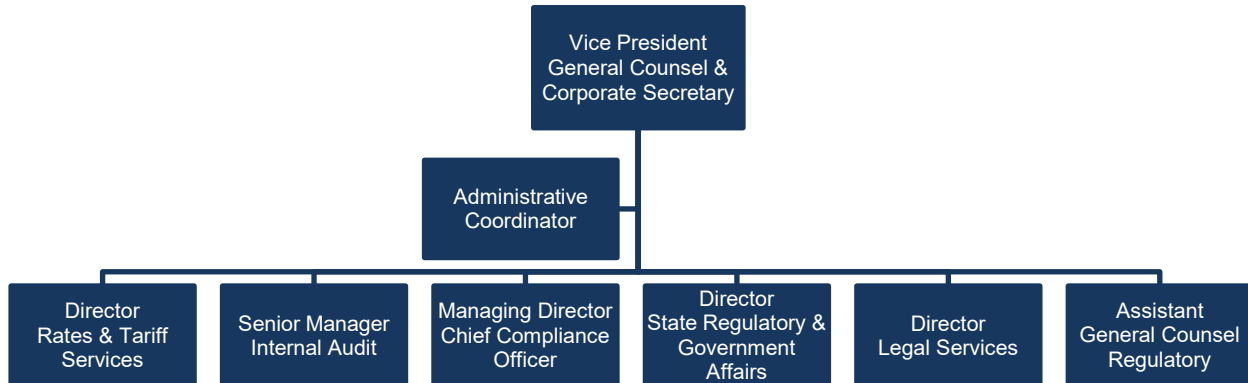 Vice President
General Counsel &
Corporate Secretary
Administrative
Coordinator
Director
Rates & Tariff
Services
Senior Manager
Internal Audit
Managing Director
Chief Compliance
Officer
Director
State Regulatory &
Government
Affairs
Director
Legal Services
Assistant
General Counsel
Regulatory